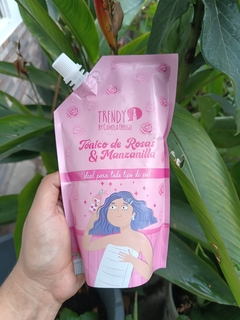 TRENDY
Tónico de Rosas
& Manzanilla
Ideal para todo tipo de piel